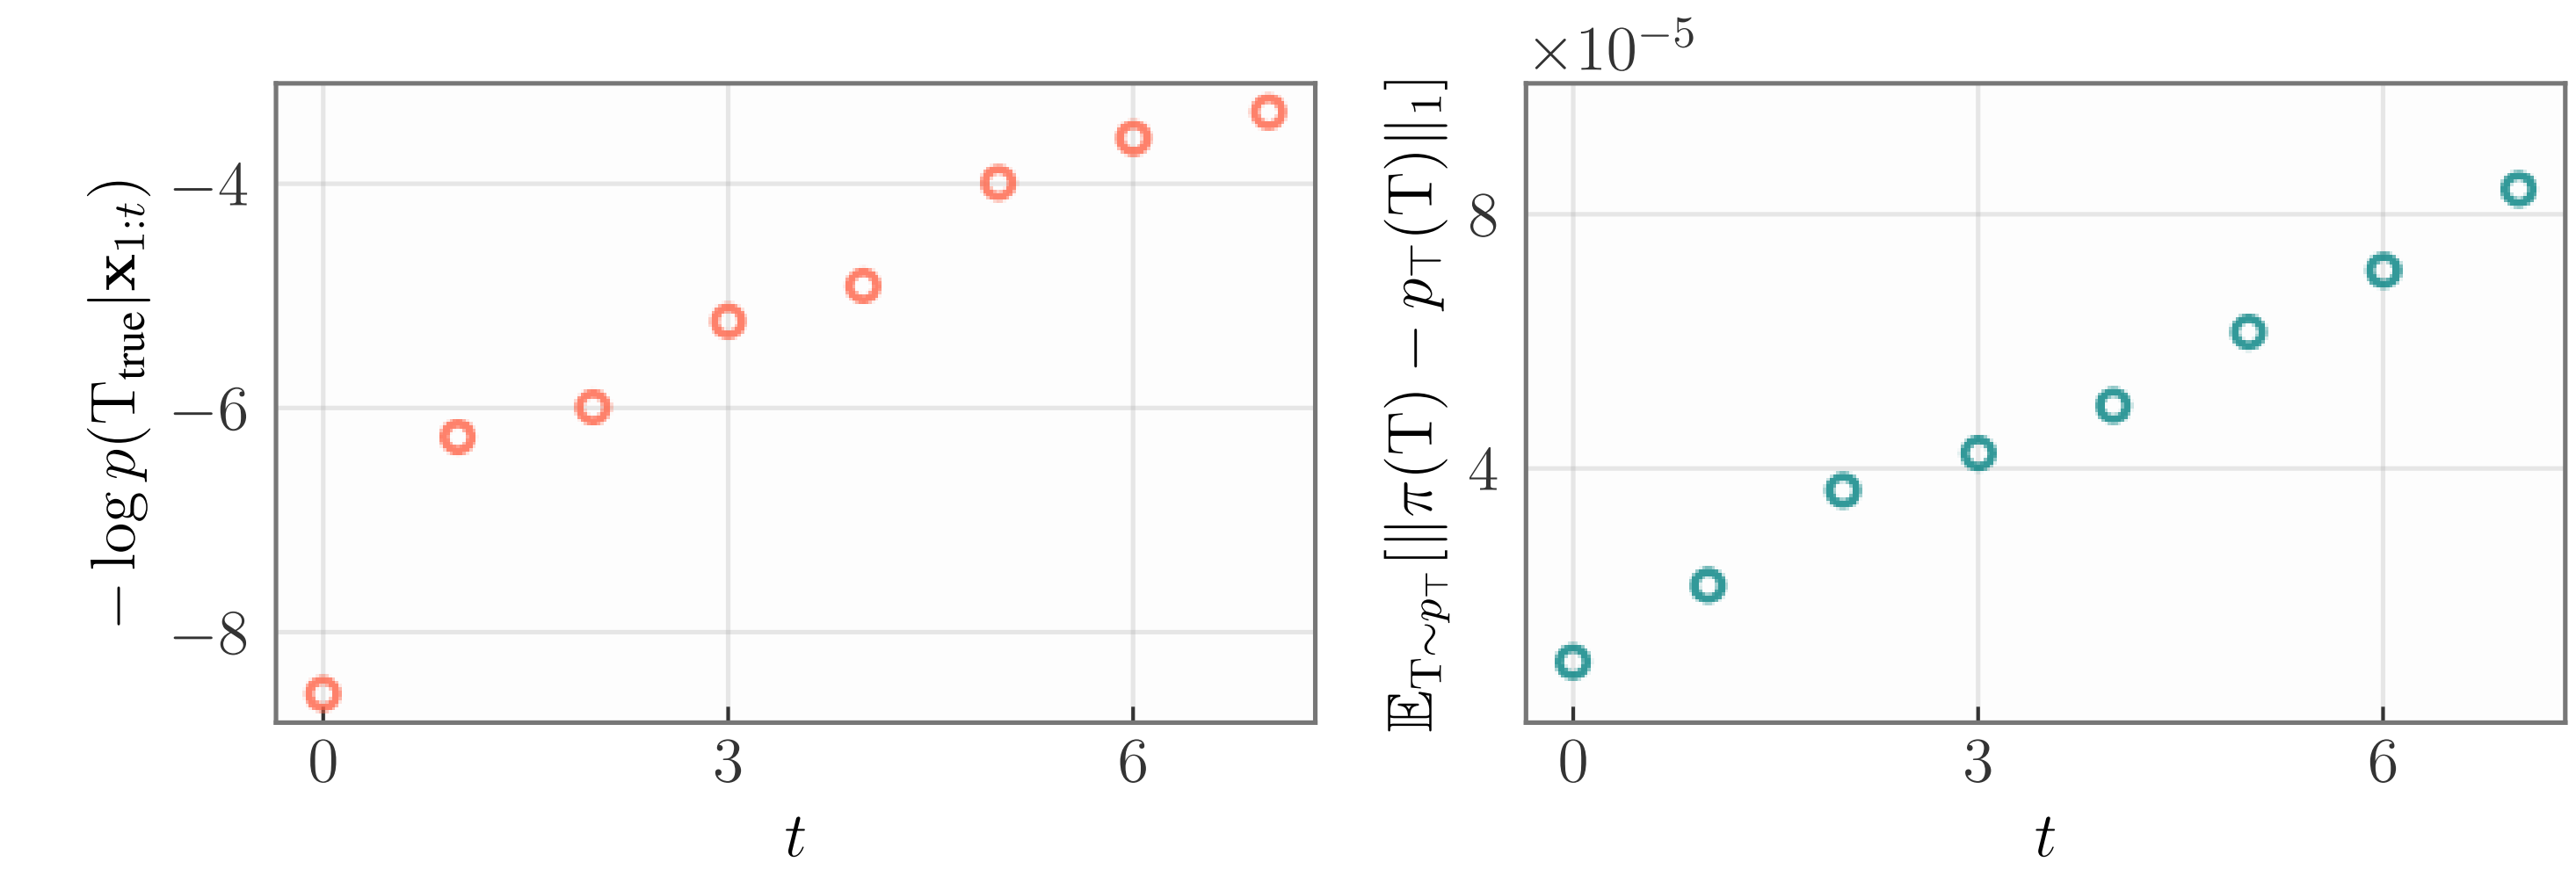 ×10⁻⁵
− log p(T_true|x_{1:t})
−4
−6
−8
0 3 6
t
𝔼_{T∼p_⊤}[∥π(T) − p_⊤(T)∥₁]
8
4
0 3 6
t